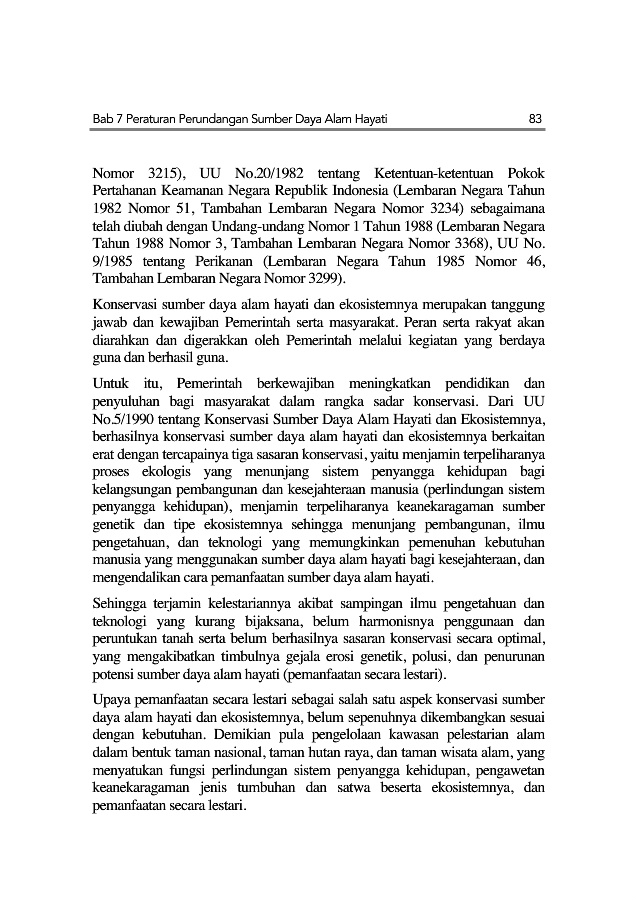 Bab 7 Peraturan Perundangan Sumber Daya Alam Hayati 83
Nomor 3215), UU No.20/1982 tentang Ketentuan-ketentuan Pokok
Pertahanan Keamanan Negara Republik Indonesia (Lembaran Negara Tahun
1982 Nomor 51, Tambahan Lembaran Negara Nomor 3234) sebagaimana
telah diubah dengan Undang-undang Nomor 1 Tahun 1988 (Lembaran Negara
Tahun 1988 Nomor 3, Tambahan Lembaran Negara Nomor 3368), UU No.
9/1985 tentang Perikanan (Lembaran Negara Tahun 1985 Nomor 46,
Tambahan Lembaran Negara Nomor 3299).
Konservasi sumber daya alam hayati dan ekosistemnya merupakan tanggung
jawab dan kewajiban Pemerintah serta masyarakat. Peran serta rakyat akan
diarahkan dan digerakkan oleh Pemerintah melalui kegiatan yang berdaya
guna dan berhasil guna.
Untuk itu, Pemerintah berkewajiban meningkatkan pendidikan dan
penyuluhan bagi masyarakat dalam rangka sadar konservasi. Dari UU
No.5/1990 tentang Konservasi Sumber Daya Alam Hayati dan Ekosistemnya,
berhasilnya konservasi sumber daya alam hayati dan ekosistemnya berkaitan
erat dengan tercapainya tiga sasaran konservasi, yaitu menjamin terpeliharanya
proses ekologis yang menunjang sistem penyangga kehidupan bagi
kelangsungan pembangunan dan kesejahteraan manusia (perlindungan sistem
penyangga kehidupan), menjamin terpeliharanya keanekaragaman sumber
genetik dan tipe ekosistemnya sehingga menunjang pembangunan, ilmu
pengetahuan, dan teknologi yang memungkinkan pemenuhan kebutuhan
manusia yang menggunakan sumber daya alam hayati bagi kesejahteraan, dan
mengendalikan cara pemanfaatan sumber daya alam hayati.
Sehingga terjamin kelestariannya akibat sampingan ilmu pengetahuan dan
teknologi yang kurang bijaksana, belum harmonisnya penggunaan dan
peruntukan tanah serta belum berhasilnya sasaran konservasi secara optimal,
yang mengakibatkan timbulnya gejala erosi genetik, polusi, dan penurunan
potensi sumber daya alam hayati (pemanfaatan secara lestari).
Upaya pemanfaatan secara lestari sebagai salah satu aspek konservasi sumber
daya alam hayati dan ekosistemnya, belum sepenuhnya dikembangkan sesuai
dengan kebutuhan. Demikian pula pengelolaan kawasan pelestarian alam
dalam bentuk taman nasional, taman hutan raya, dan taman wisata alam, yang
menyatukan fungsi perlindungan sistem penyangga kehidupan, pengawetan
keanekaragaman jenis tumbuhan dan satwa beserta ekosistemnya, dan
pemanfaatan secara lestari.